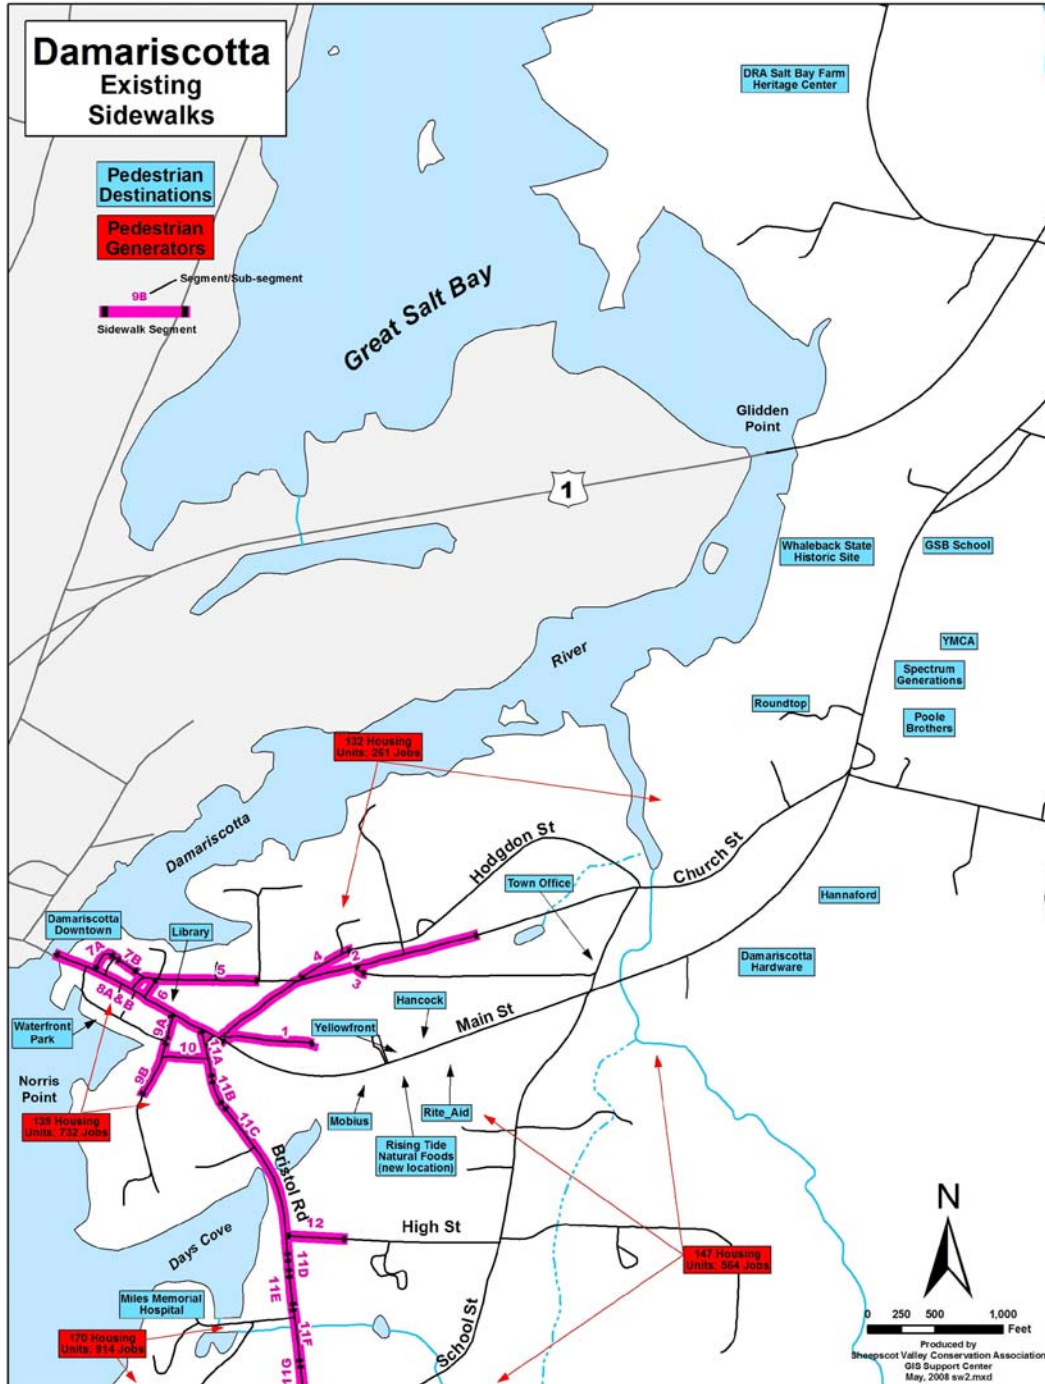 Damariscotta
Existing
Sidewalks
Pedestrian
Destinations
Pedestrian
Generators
Segment/Sub-segment
9B
Sidewalk Segment
Great Salt Bay
DRA Salt Bay Farm
Heritage Center
Glidden
Point
1
Whaleback State
Historic Site
GSB School
YMCA
Spectrum
Generations
Roundtop
Poole
Brothers
River
132 Housing
Units; 261 Jobs
Damariscotta
Hodgdon St
Church St
Town Office
Hannaford
Damariscotta
Downtown
Library
Damariscotta
Hardware
7A
7B
4
2
3
5
6
8A&B
Hancock
Main St
Waterfront
Park
9A
10
11A
1
Yellowfront
Norris
Point
9B
11B
11C
139 Housing
Units; 732 Jobs
Mobius
Rite_Aid
Rising Tide
Natural Foods
(new location)
Bristol Rd
12
High St
Days Cove
11D
11E
147 Housing
Units; 564 Jobs
Miles Memorial
Hospital
170 Housing
Units; 914 Jobs
11F
11G
School St
N
0 250 500 1,000
Feet
Produced by
Sheepscot Valley Conservation Association
GIS Support Center
May, 2008 sw2.mxd